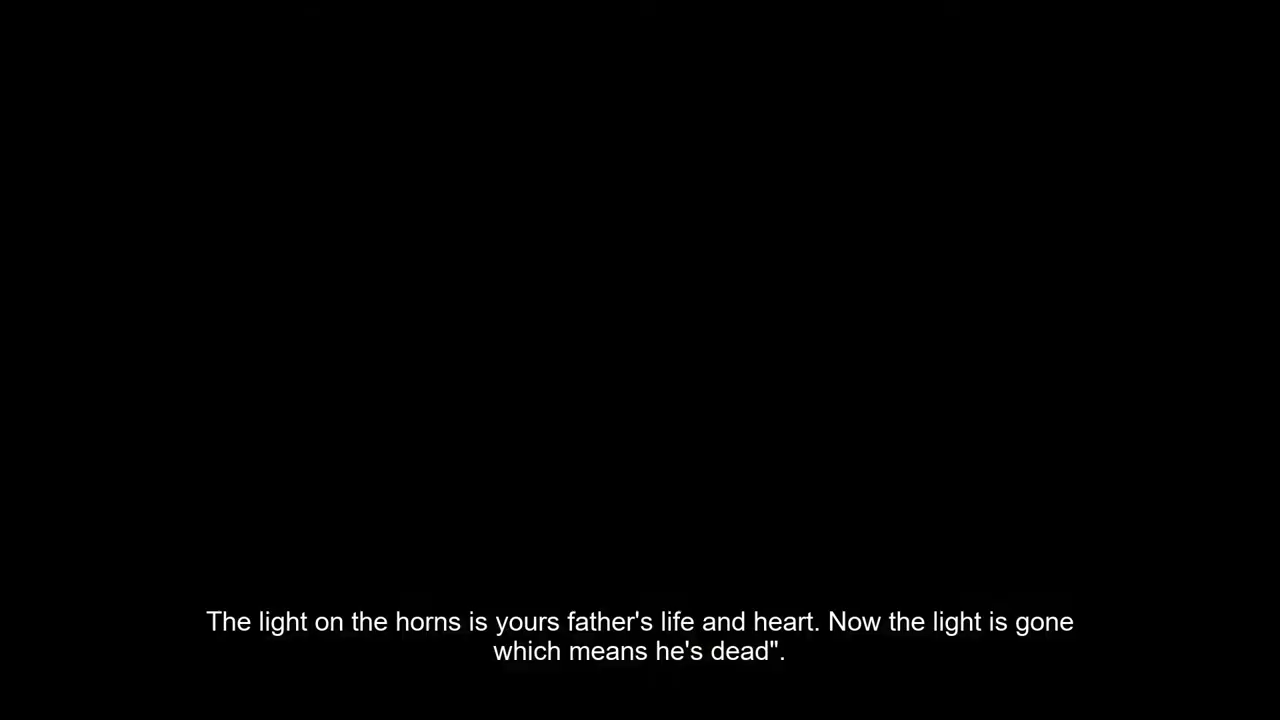 The light on the horns is yours father's life and heart. Now the light is gone
which means he's dead".